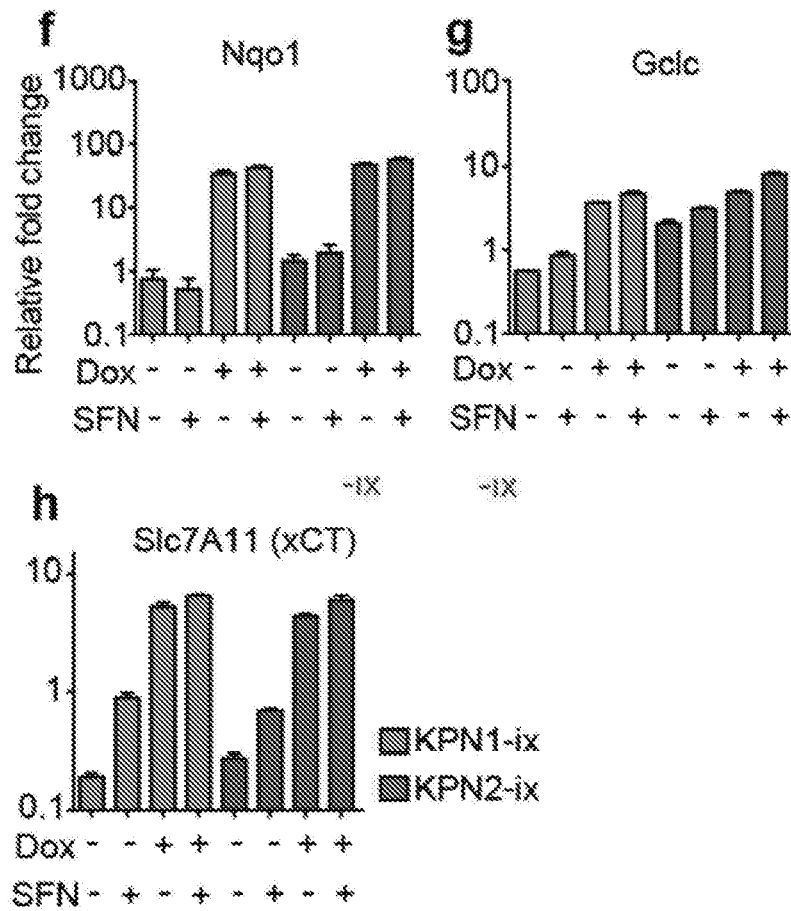 f
Nqo1
Relative fold change
1000
100
10
1
0.1
Dox - - + + - - + +
SFN - + - + - + - +
g
Gclc
100
10
1
0.1
Dox - - + + - - + +
SFN - + - + - + - +
-ix -ix
h
Slc7A11 (xCT)
10
1
0.1
KPN1-ix
KPN2-ix
Dox - - + + - - + +
SFN - + - + - + - +